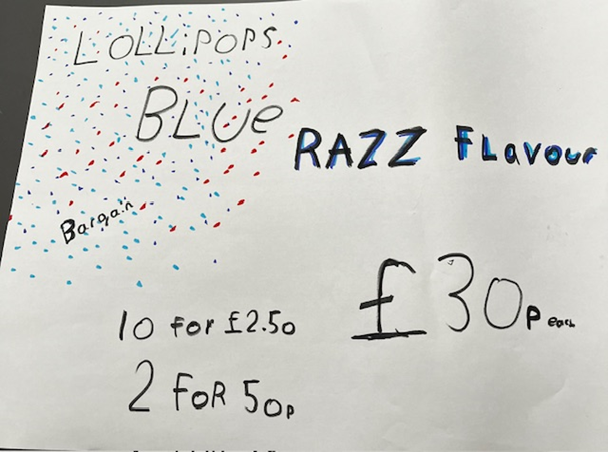 LOLLiPOPS.
BLUe
RAZZ FLavour
Bargain
£30p each
10 for £2.50
2 FoR 50p